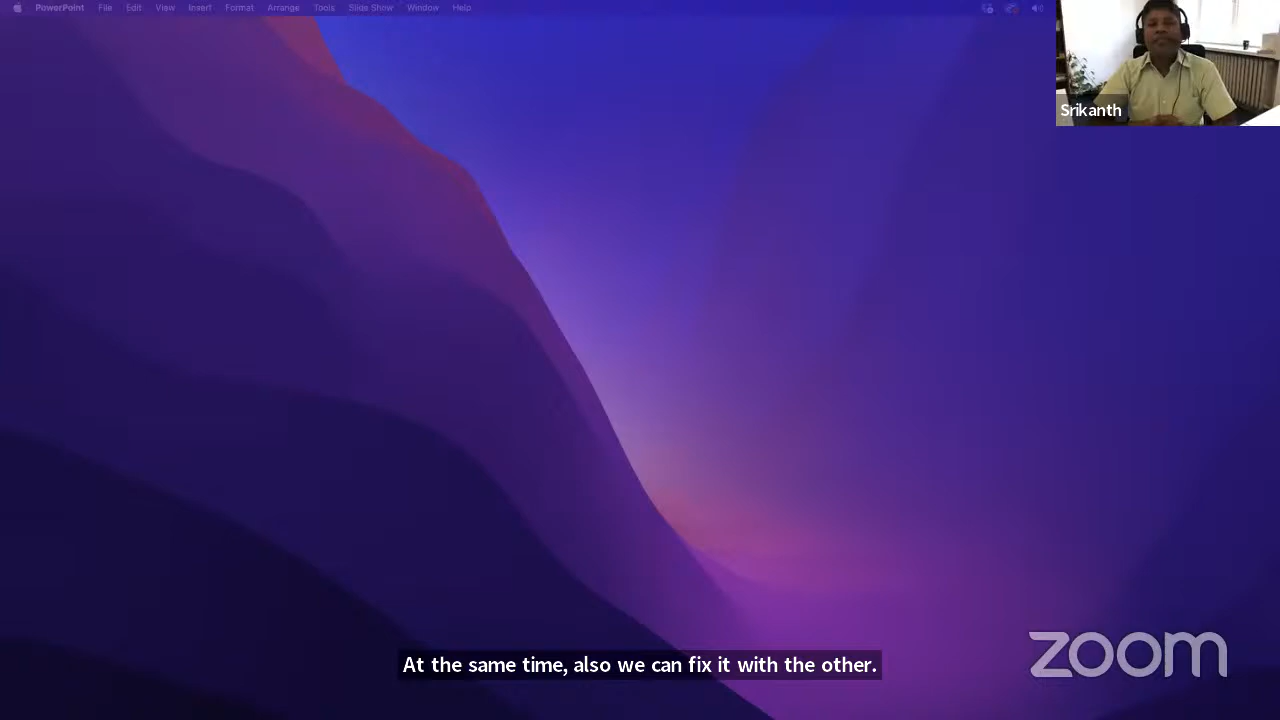 PowerPoint File Edit View Insert Format Arrange Tools Slide Show Window Help
Srikanth
At the same time, also we can fix it with the other.
zoom